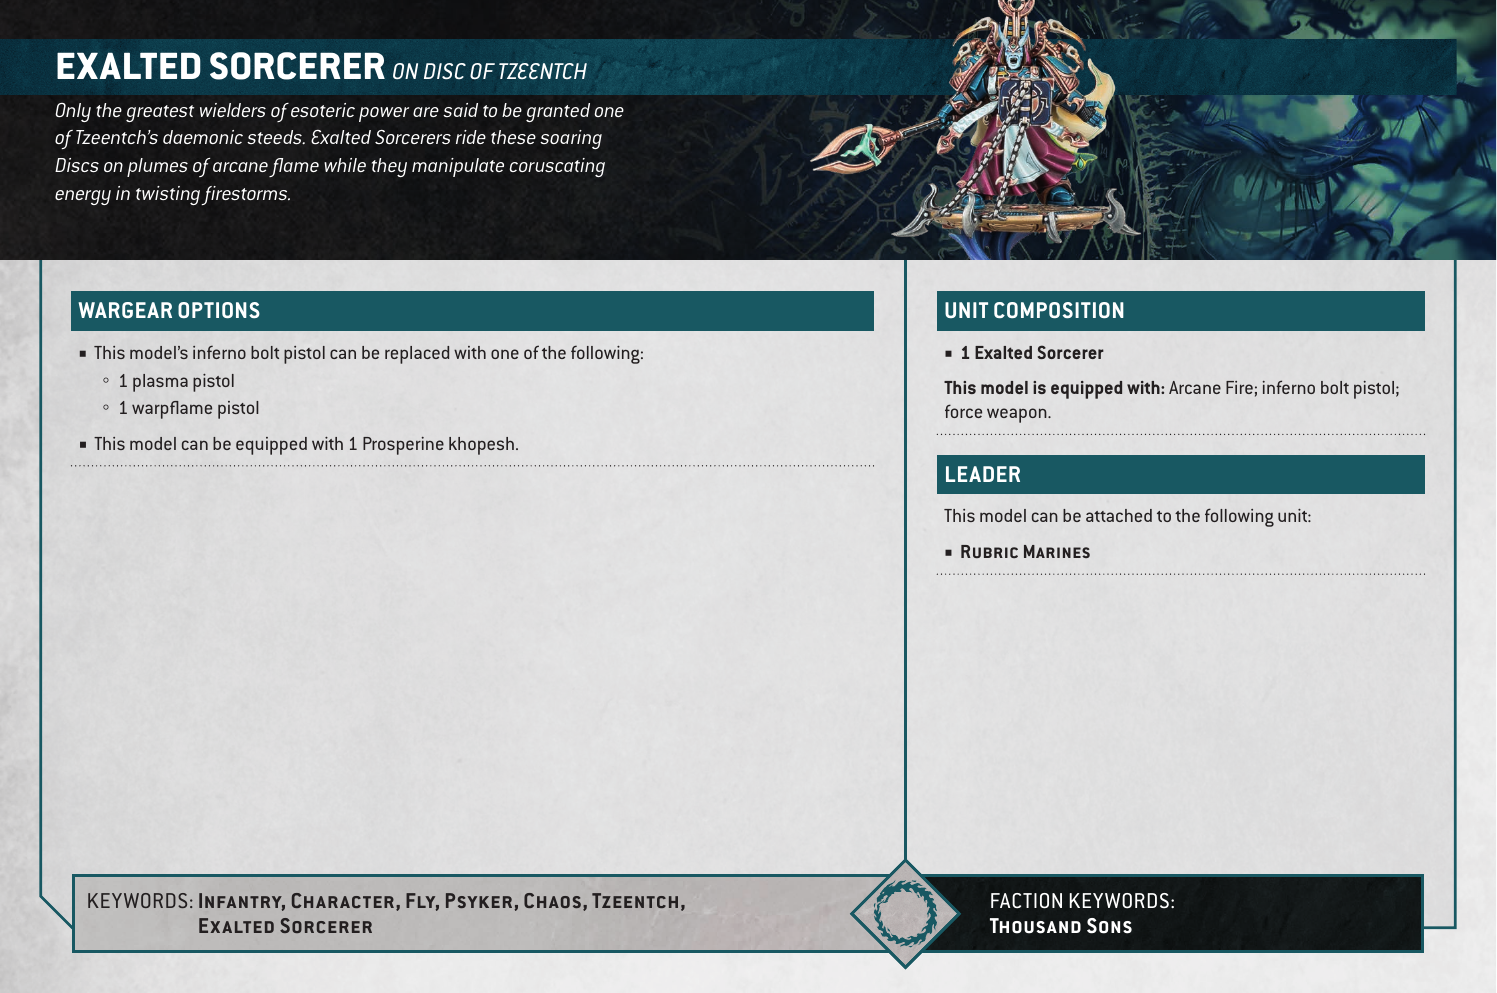 EXALTED SORCERER ON DISC OF TZEENTCH
Only the greatest wielders of esoteric power are said to be granted one
of Tzeentch's daemonic steeds. Exalted Sorcerers ride these soaring
Discs on plumes of arcane flame while they manipulate coruscating
energy in twisting firestorms.
WARGEAR OPTIONS
■ This model's inferno bolt pistol can be replaced with one of the following:
◦ 1 plasma pistol
◦ 1 warpflame pistol
■ This model can be equipped with 1 Prosperine khopesh.
UNIT COMPOSITION
■ 1 Exalted Sorcerer
This model is equipped with: Arcane Fire; inferno bolt pistol;
force weapon.
LEADER
This model can be attached to the following unit:
■ Rubric Marines
KEYWORDS: Infantry, Character, Fly, Psyker, Chaos, Tzeentch,
Exalted Sorcerer
FACTION KEYWORDS:
Thousand Sons